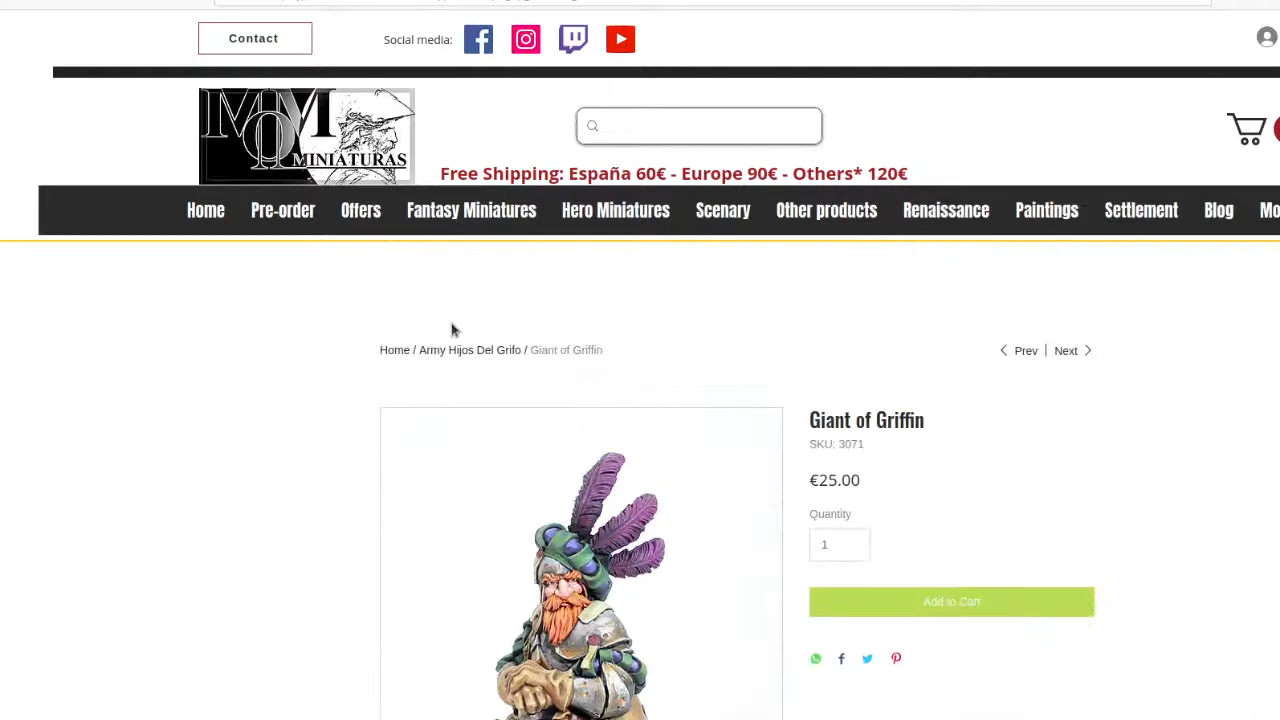 Contact
Social media:
MOM
MINIATURAS
Free Shipping: España 60€ - Europe 90€ - Others* 120€
Home Pre-order Offers Fantasy Miniatures Hero Miniatures Scenary Other products Renaissance Paintings Settlement Blog Mo
Home / Army Hijos Del Grifo / Giant of Griffin
Prev | Next
Giant of Griffin
SKU: 3071
€25.00
Quantity
1
Add to Cart